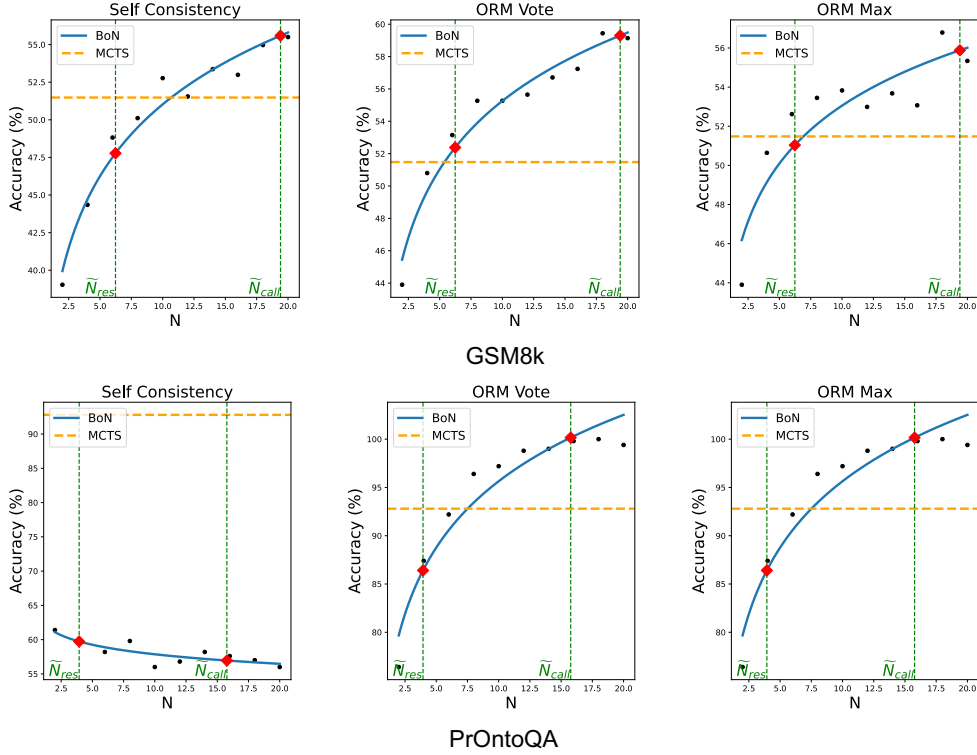 Self Consistency
ORM Vote
ORM Max
Accuracy (%)
55.0
52.5
50.0
47.5
45.0
42.5
40.0
BoN
MCTS
Ñres
Ñcall
2.5 5.0 7.5 10.0 12.5 15.0 17.5 20.0
N
Accuracy (%)
60
58
56
54
52
50
48
46
44
BoN
MCTS
Ñres
Ñcall
2.5 5.0 7.5 10.0 12.5 15.0 17.5 20.0
N
Accuracy (%)
56
54
52
50
48
46
44
BoN
MCTS
Ñres
Ñcall
2.5 5.0 7.5 10.0 12.5 15.0 17.5 20.0
N
GSM8k
Self Consistency
ORM Vote
ORM Max
Accuracy (%)
90
85
80
75
70
65
60
55
BoN
MCTS
Ñres
Ñcall
2.5 5.0 7.5 10.0 12.5 15.0 17.5 20.0
N
Accuracy (%)
100
95
90
85
80
BoN
MCTS
Ñres
Ñcall
2.5 5.0 7.5 10.0 12.5 15.0 17.5 20.0
N
Accuracy (%)
100
95
90
85
80
BoN
MCTS
Ñres
Ñcall
2.5 5.0 7.5 10.0 12.5 15.0 17.5 20.0
N
PrOntoQA